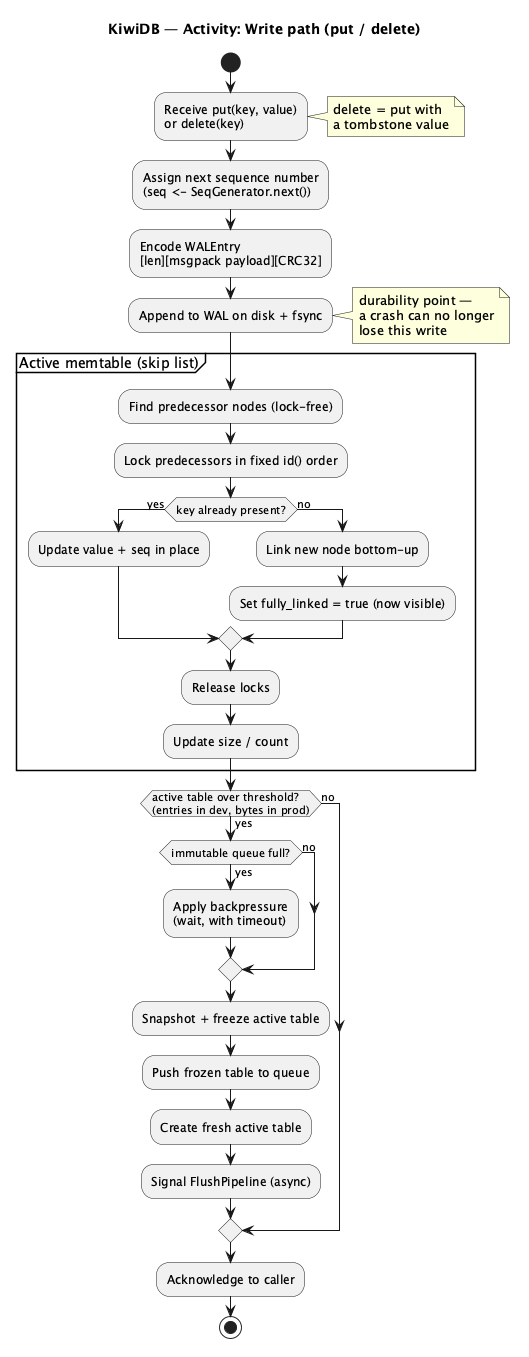 KiwiDB — Activity: Write path (put / delete)
Receive put(key, value)
or delete(key)
delete = put with
a tombstone value
Assign next sequence number
(seq <- SeqGenerator.next())
Encode WALEntry
[len][msgpack payload][CRC32]
Append to WAL on disk + fsync
durability point —
a crash can no longer
lose this write
Active memtable (skip list)
Find predecessor nodes (lock-free)
Lock predecessors in fixed id() order
yes
key already present?
no
Update value + seq in place
Link new node bottom-up
Set fully_linked = true (now visible)
Release locks
Update size / count
active table over threshold?
(entries in dev, bytes in prod)
no
yes
immutable queue full?
no
yes
Apply backpressure
(wait, with timeout)
Snapshot + freeze active table
Push frozen table to queue
Create fresh active table
Signal FlushPipeline (async)
Acknowledge to caller